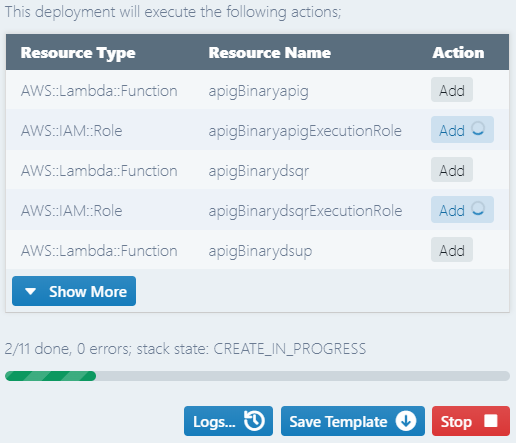 This deployment will execute the following actions;
Resource Type Resource Name Action
AWS::Lambda::Function apigBinaryapig Add
AWS::IAM::Role apigBinaryapigExecutionRole Add
AWS::Lambda::Function apigBinarydsqr Add
AWS::IAM::Role apigBinarydsqrExecutionRole Add
AWS::Lambda::Function apigBinarydsup Add
Show More
2/11 done, 0 errors; stack state: CREATE_IN_PROGRESS
Logs... Save Template Stop